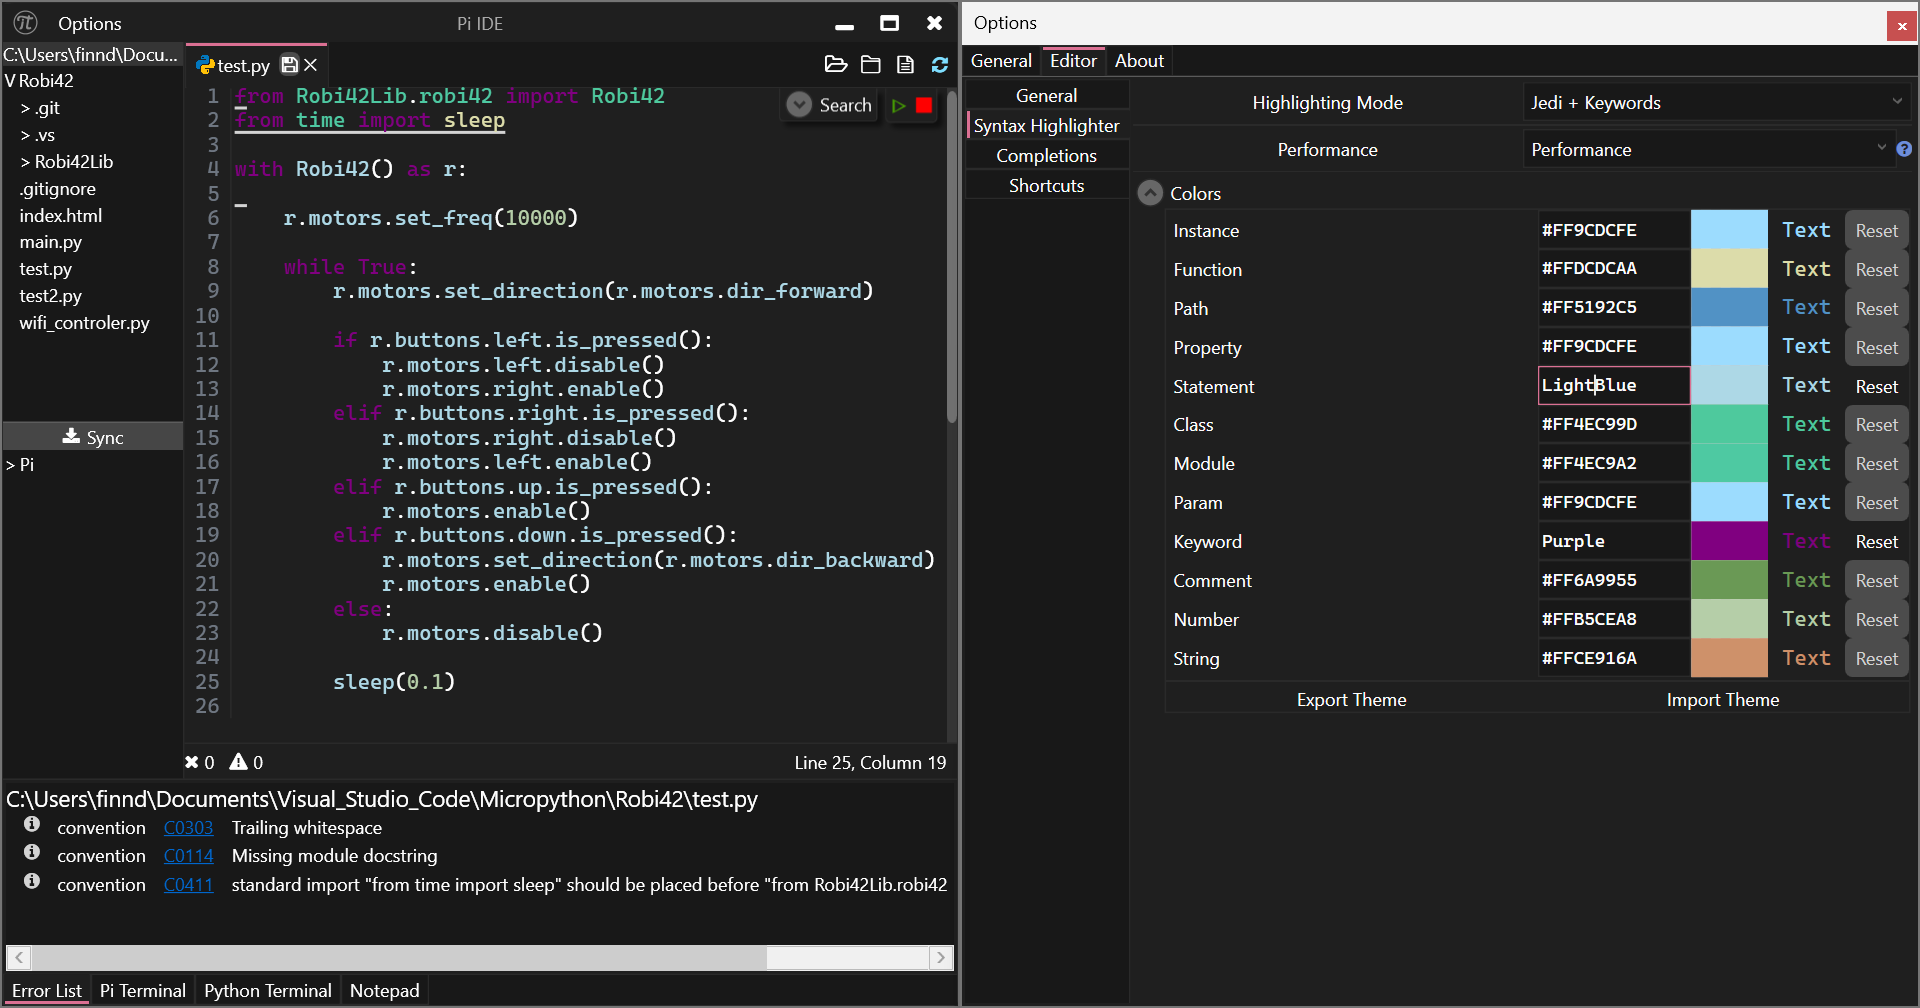 Options
Pi IDE
C:\Users\finnd\Docu...
V Robi42
> .git
> .vs
> Robi42Lib
.gitignore
index.html
main.py
test.py
test2.py
wifi_controler.py
Sync
> Pi
test.py
Search
1 from Robi42Lib.robi42 import Robi42
2 from time import sleep
3
4 with Robi42() as r:
5
6 r.motors.set_freq(10000)
7
8 while True:
9 r.motors.set_direction(r.motors.dir_forward)
10
11 if r.buttons.left.is_pressed():
12 r.motors.left.disable()
13 r.motors.right.enable()
14 elif r.buttons.right.is_pressed():
15 r.motors.right.disable()
16 r.motors.left.enable()
17 elif r.buttons.up.is_pressed():
18 r.motors.enable()
19 elif r.buttons.down.is_pressed():
20 r.motors.set_direction(r.motors.dir_backward)
21 r.motors.enable()
22 else:
23 r.motors.disable()
24
25 sleep(0.1)
26
0 0
Line 25, Column 19
C:\Users\finnd\Documents\Visual_Studio_Code\Micropython\Robi42\test.py
convention C0303 Trailing whitespace
convention C0114 Missing module docstring
convention C0411 standard import "from time import sleep" should be placed before "from Robi42Lib.robi42
Error List Pi Terminal Python Terminal Notepad
Options
General Editor About
General
Syntax Highlighter
Completions
Shortcuts
Highlighting Mode Jedi + Keywords
Performance Performance ?
Colors
Instance #FF9CDCFE Text Reset
Function #FFDCDCAA Text Reset
Path #FF5192C5 Text Reset
Property #FF9CDCFE Text Reset
Statement LightBlue Text Reset
Class #FF4EC99D Text Reset
Module #FF4EC9A2 Text Reset
Param #FF9CDCFE Text Reset
Keyword Purple Text Reset
Comment #FF6A9955 Text Reset
Number #FFB5CEA8 Text Reset
String #FFCE916A Text Reset
Export Theme Import Theme